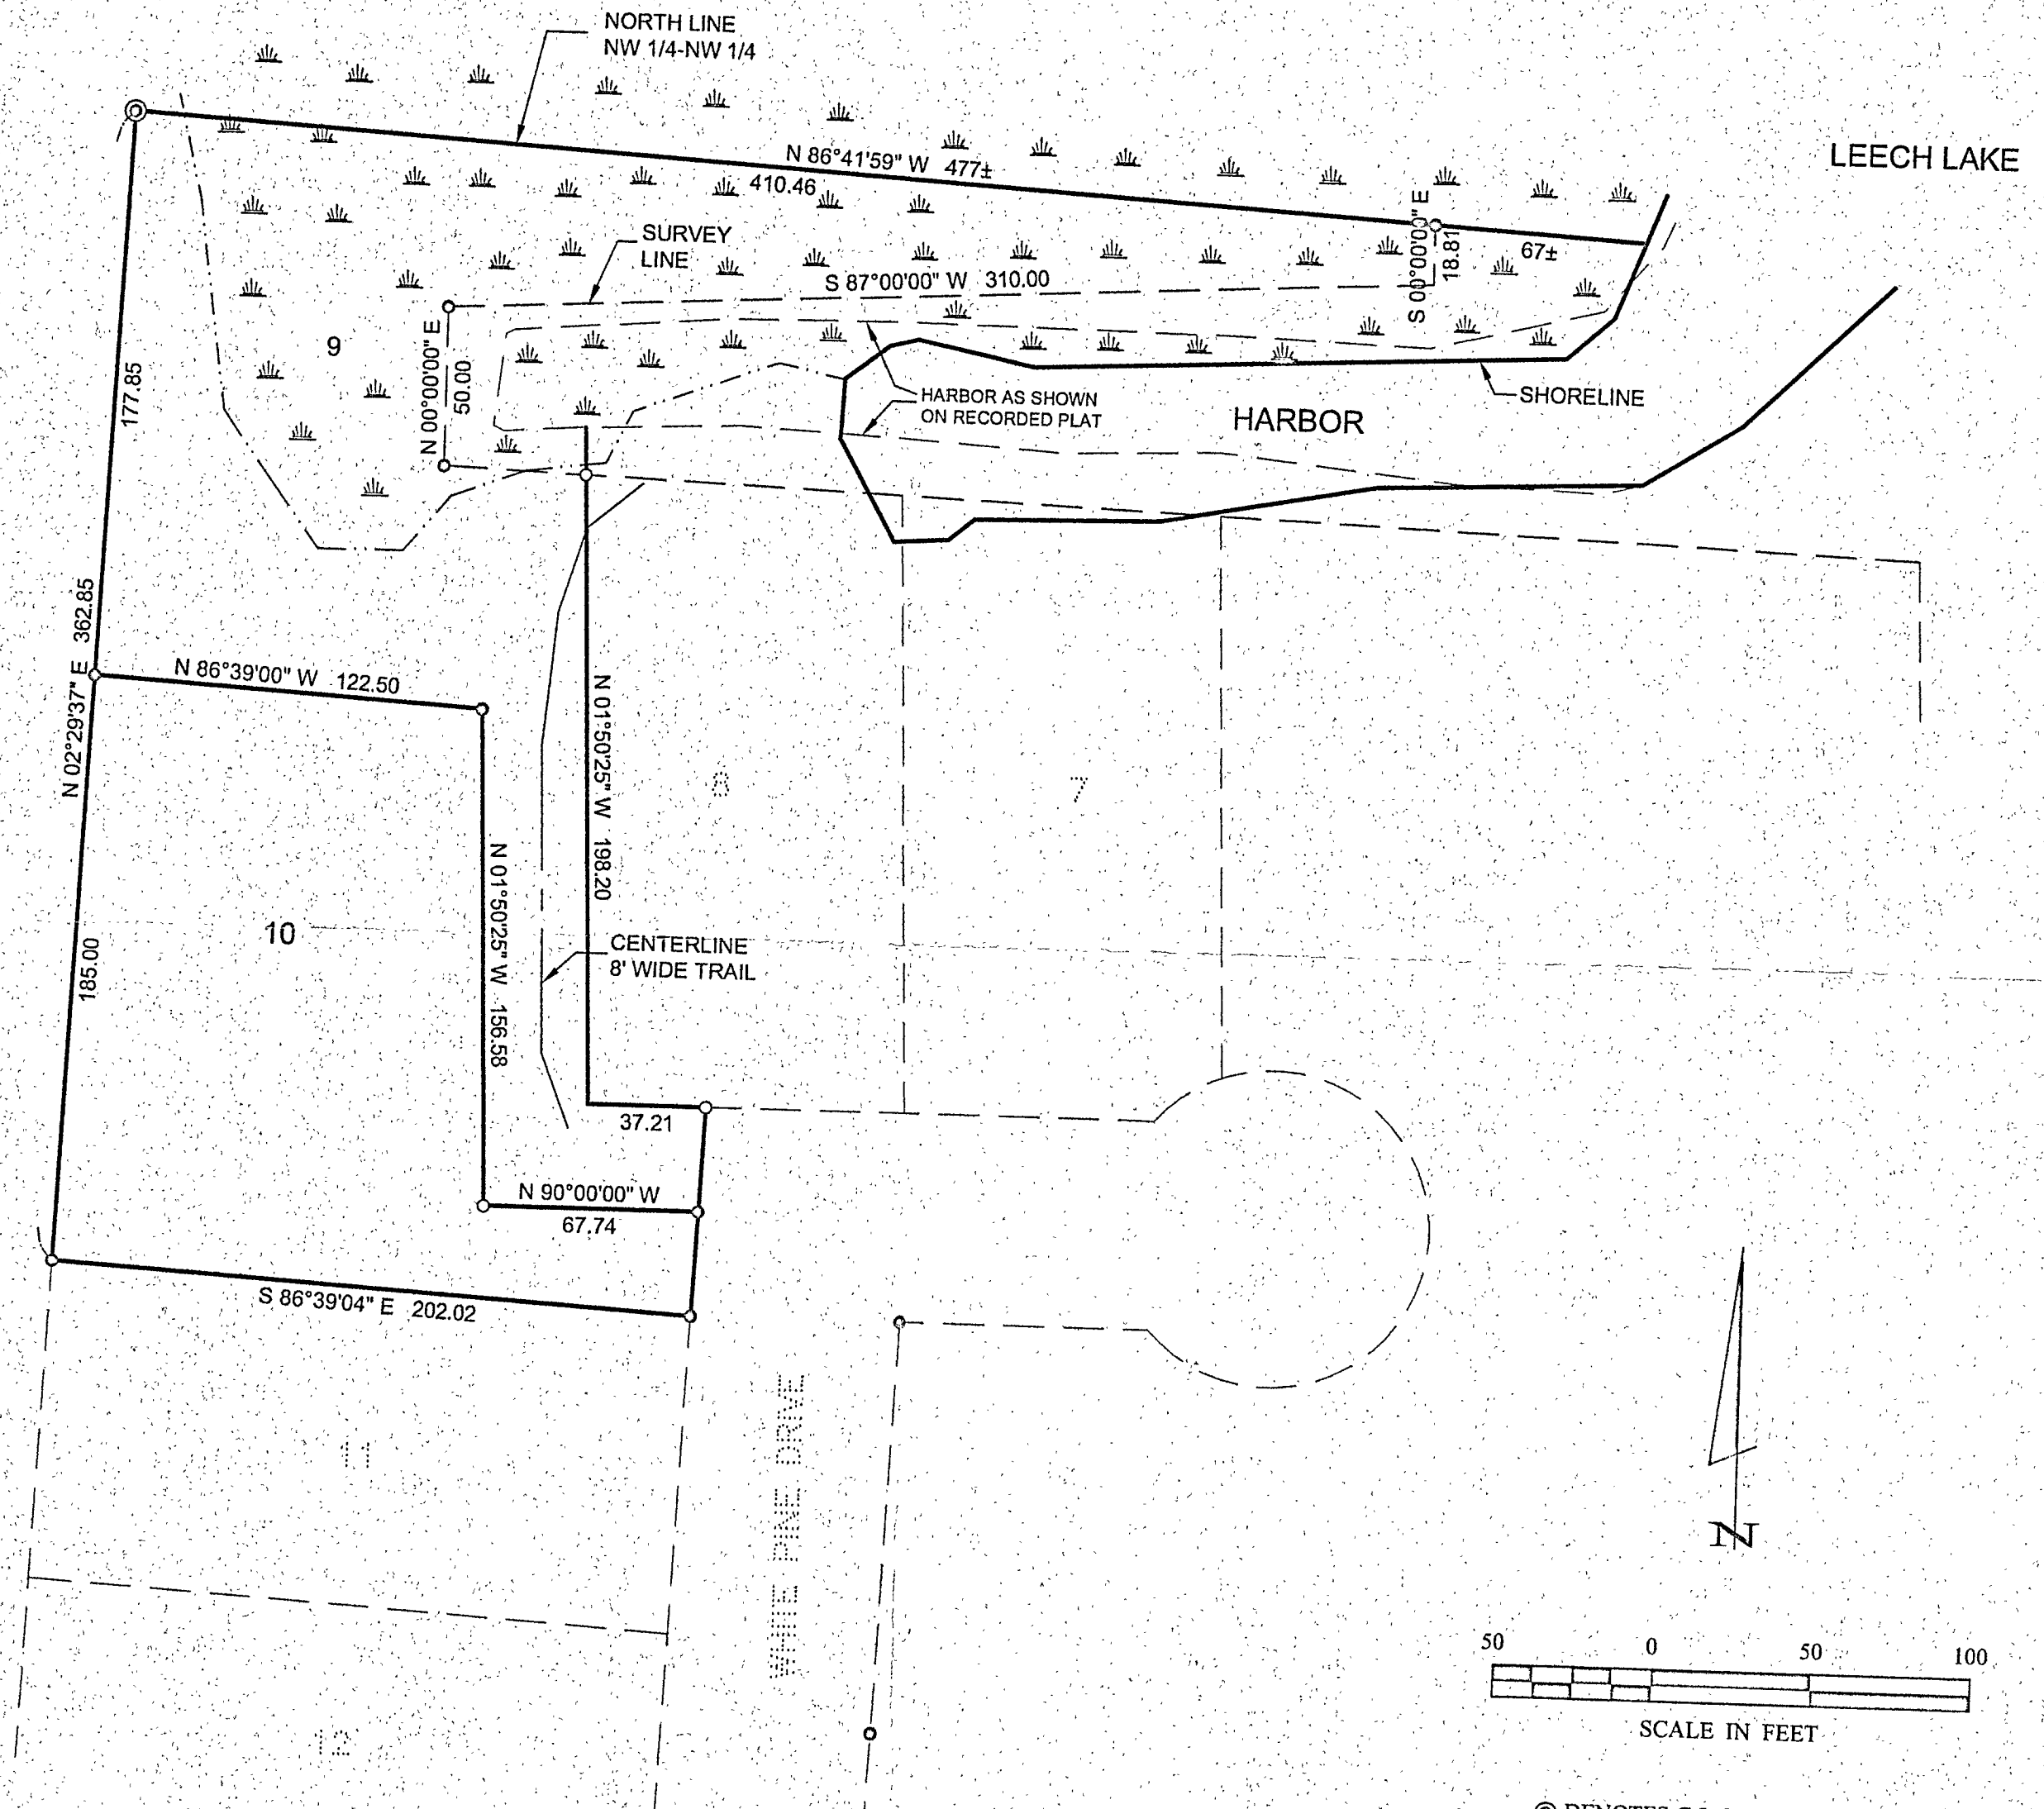 NORTH LINE
NW 1/4-NW 1/4
LEECH LAKE
N 86°41'59" W 477±
410.46
S 00°00'00" E
18.81
67±
SURVEY
LINE
S 87°00'00" W 310.00
9
N 00°00'00" E
50.00
177.85
HARBOR AS SHOWN
ON RECORDED PLAT
HARBOR
SHORELINE
N 02°29'37" E 362.85
N 86°39'00" W 122.50
N 01°50'25" W 198.20
8
7
N 01°50'25" W 156.58
10
185.00
CENTERLINE
8' WIDE TRAIL
37.21
N 90°00'00" W
67.74
S 86°39'04" E 202.02
11
WHITE PINE DRIVE
12
N
50 0 50 100
SCALE IN FEET
DENOTES